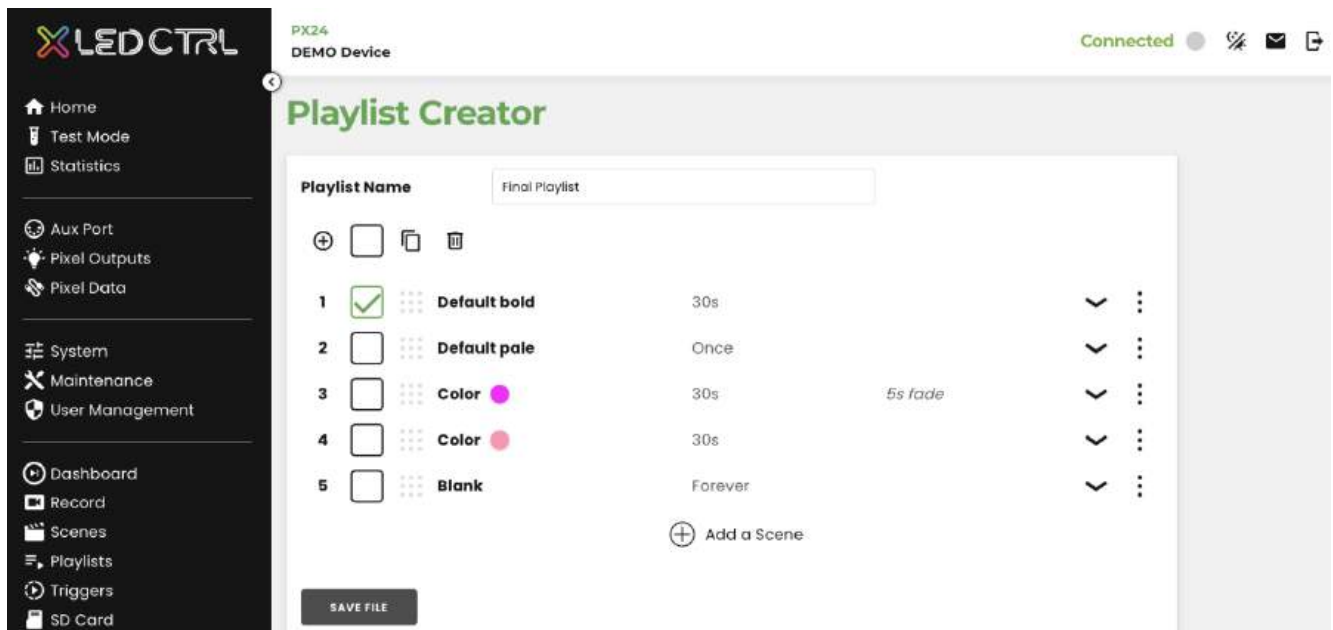 XLED CTRL
PX24
DEMO Device
Connected
Home
Test Mode
Statistics
Aux Port
Pixel Outputs
Pixel Data
System
Maintenance
User Management
Dashboard
Record
Scenes
Playlists
Triggers
SD Card
Playlist Creator
Playlist Name Final Playlist
1 Default bold 30s
2 Default pale Once
3 Color 30s 5s fade
4 Color 30s
5 Blank Forever
Add a Scene
SAVE FILE